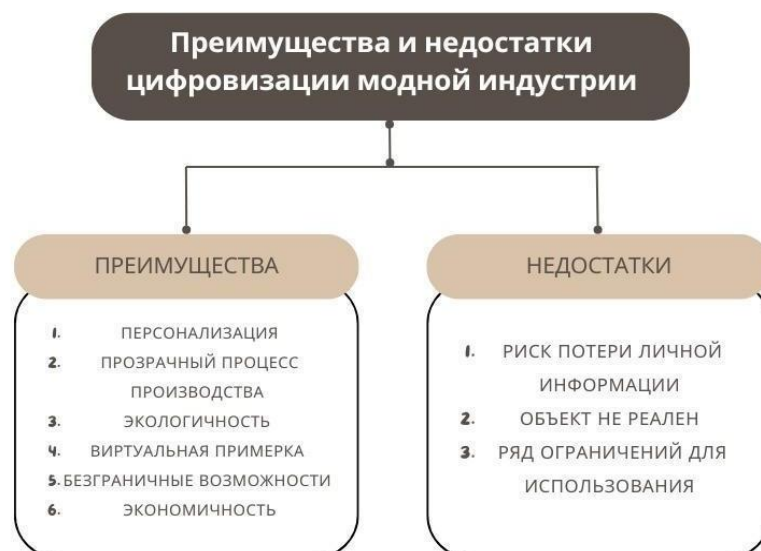 Преимущества и недостатки
цифровизации модной индустрии
ПРЕИМУЩЕСТВА
1. ПЕРСОНАЛИЗАЦИЯ
2. ПРОЗРАЧНЫЙ ПРОЦЕСС
ПРОИЗВОДСТВА
3. ЭКОЛОГИЧНОСТЬ
4. ВИРТУАЛЬНАЯ ПРИМЕРКА
5. БЕЗГРАНИЧНЫЕ ВОЗМОЖНОСТИ
6. ЭКОНОМИЧНОСТЬ
НЕДОСТАТКИ
1. РИСК ПОТЕРИ ЛИЧНОЙ
ИНФОРМАЦИИ
2. ОБЪЕКТ НЕ РЕАЛЕН
3. РЯД ОГРАНИЧЕНИЙ ДЛЯ
ИСПОЛЬЗОВАНИЯ